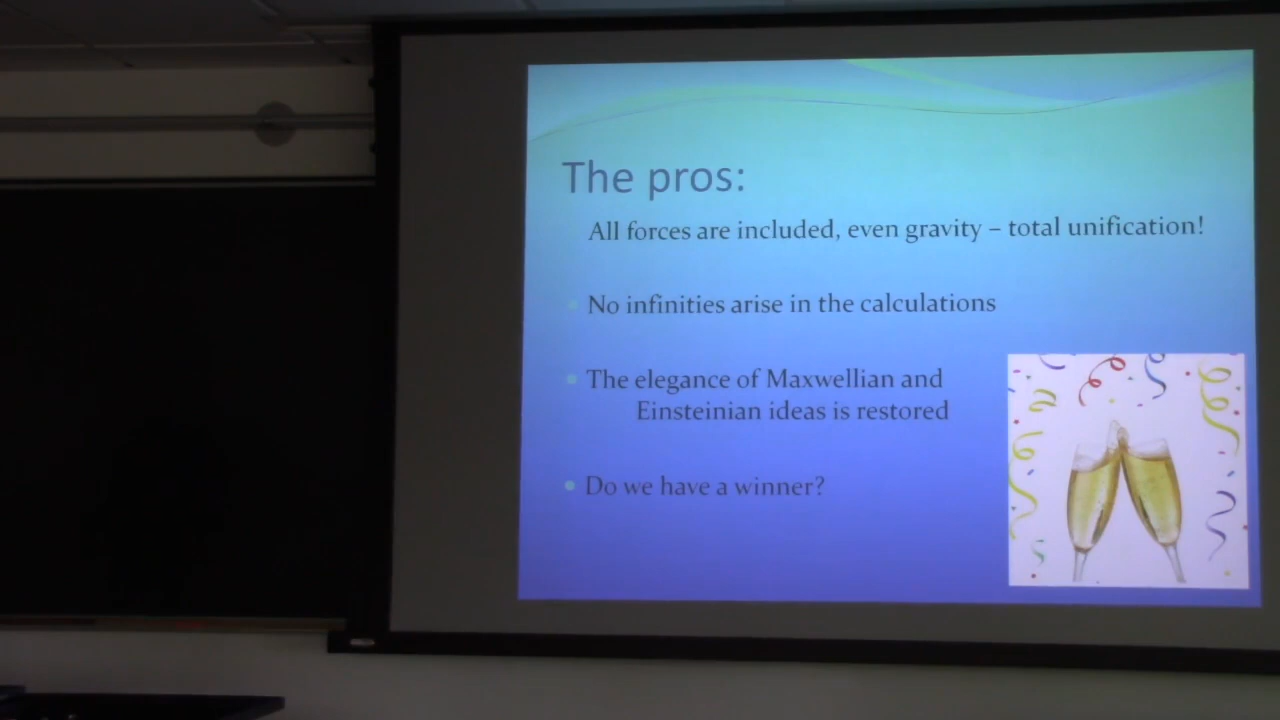 The pros:
All forces are included, even gravity – total unification!
No infinities arise in the calculations
The elegance of Maxwellian and
Einsteinian ideas is restored
Do we have a winner?